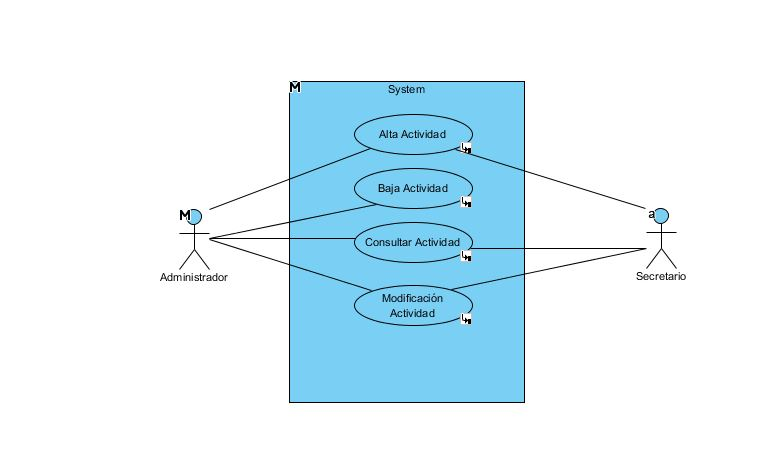 M
System
Alta Actividad
Baja Actividad
M
a
Consultar Actividad
Administrador
Secretario
Modificación
Actividad